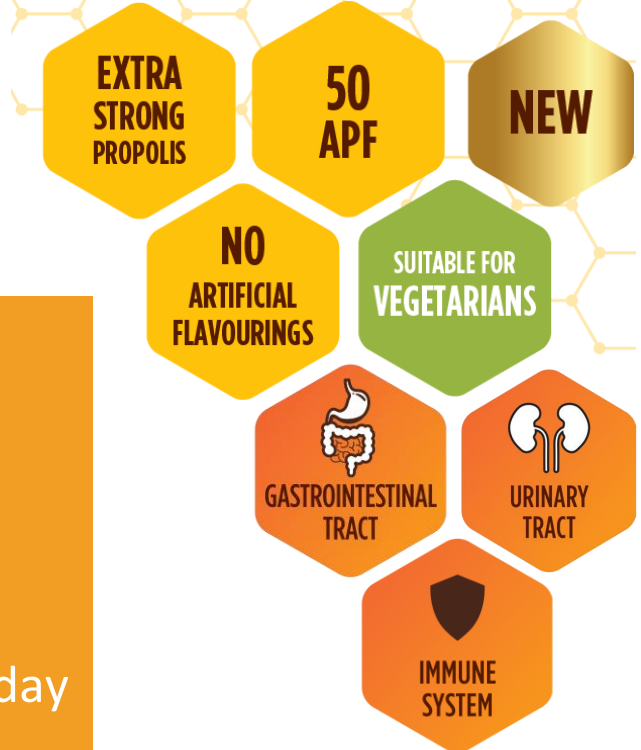 EXTRA
STRONG
PROPOLIS
50
APF
NEW
NO
ARTIFICIAL
FLAVOURINGS
SUITABLE FOR
VEGETARIANS
GASTROINTESTINAL
TRACT
URINARY
TRACT
IMMUNE
SYSTEM
day